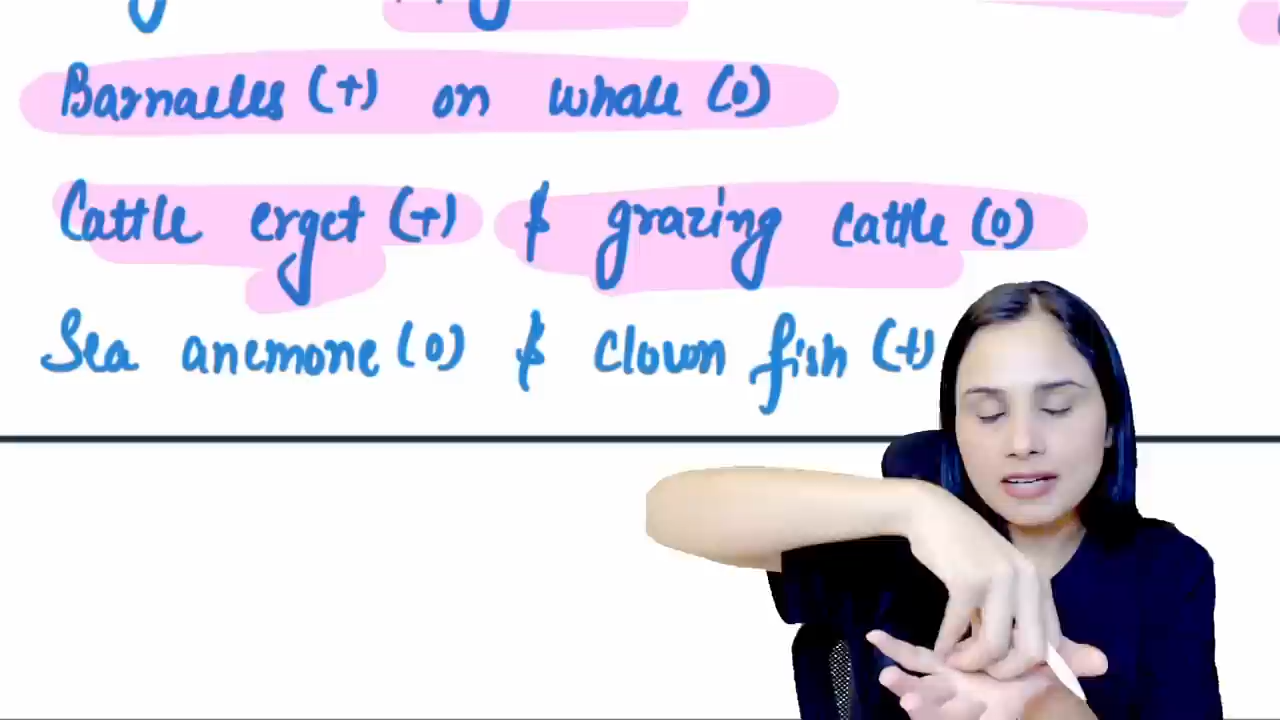 Barnacles (+) on whale (0)
Cattle erget (+) & grazing cattle (0)
Sea anemone (0) & clown fish (+)